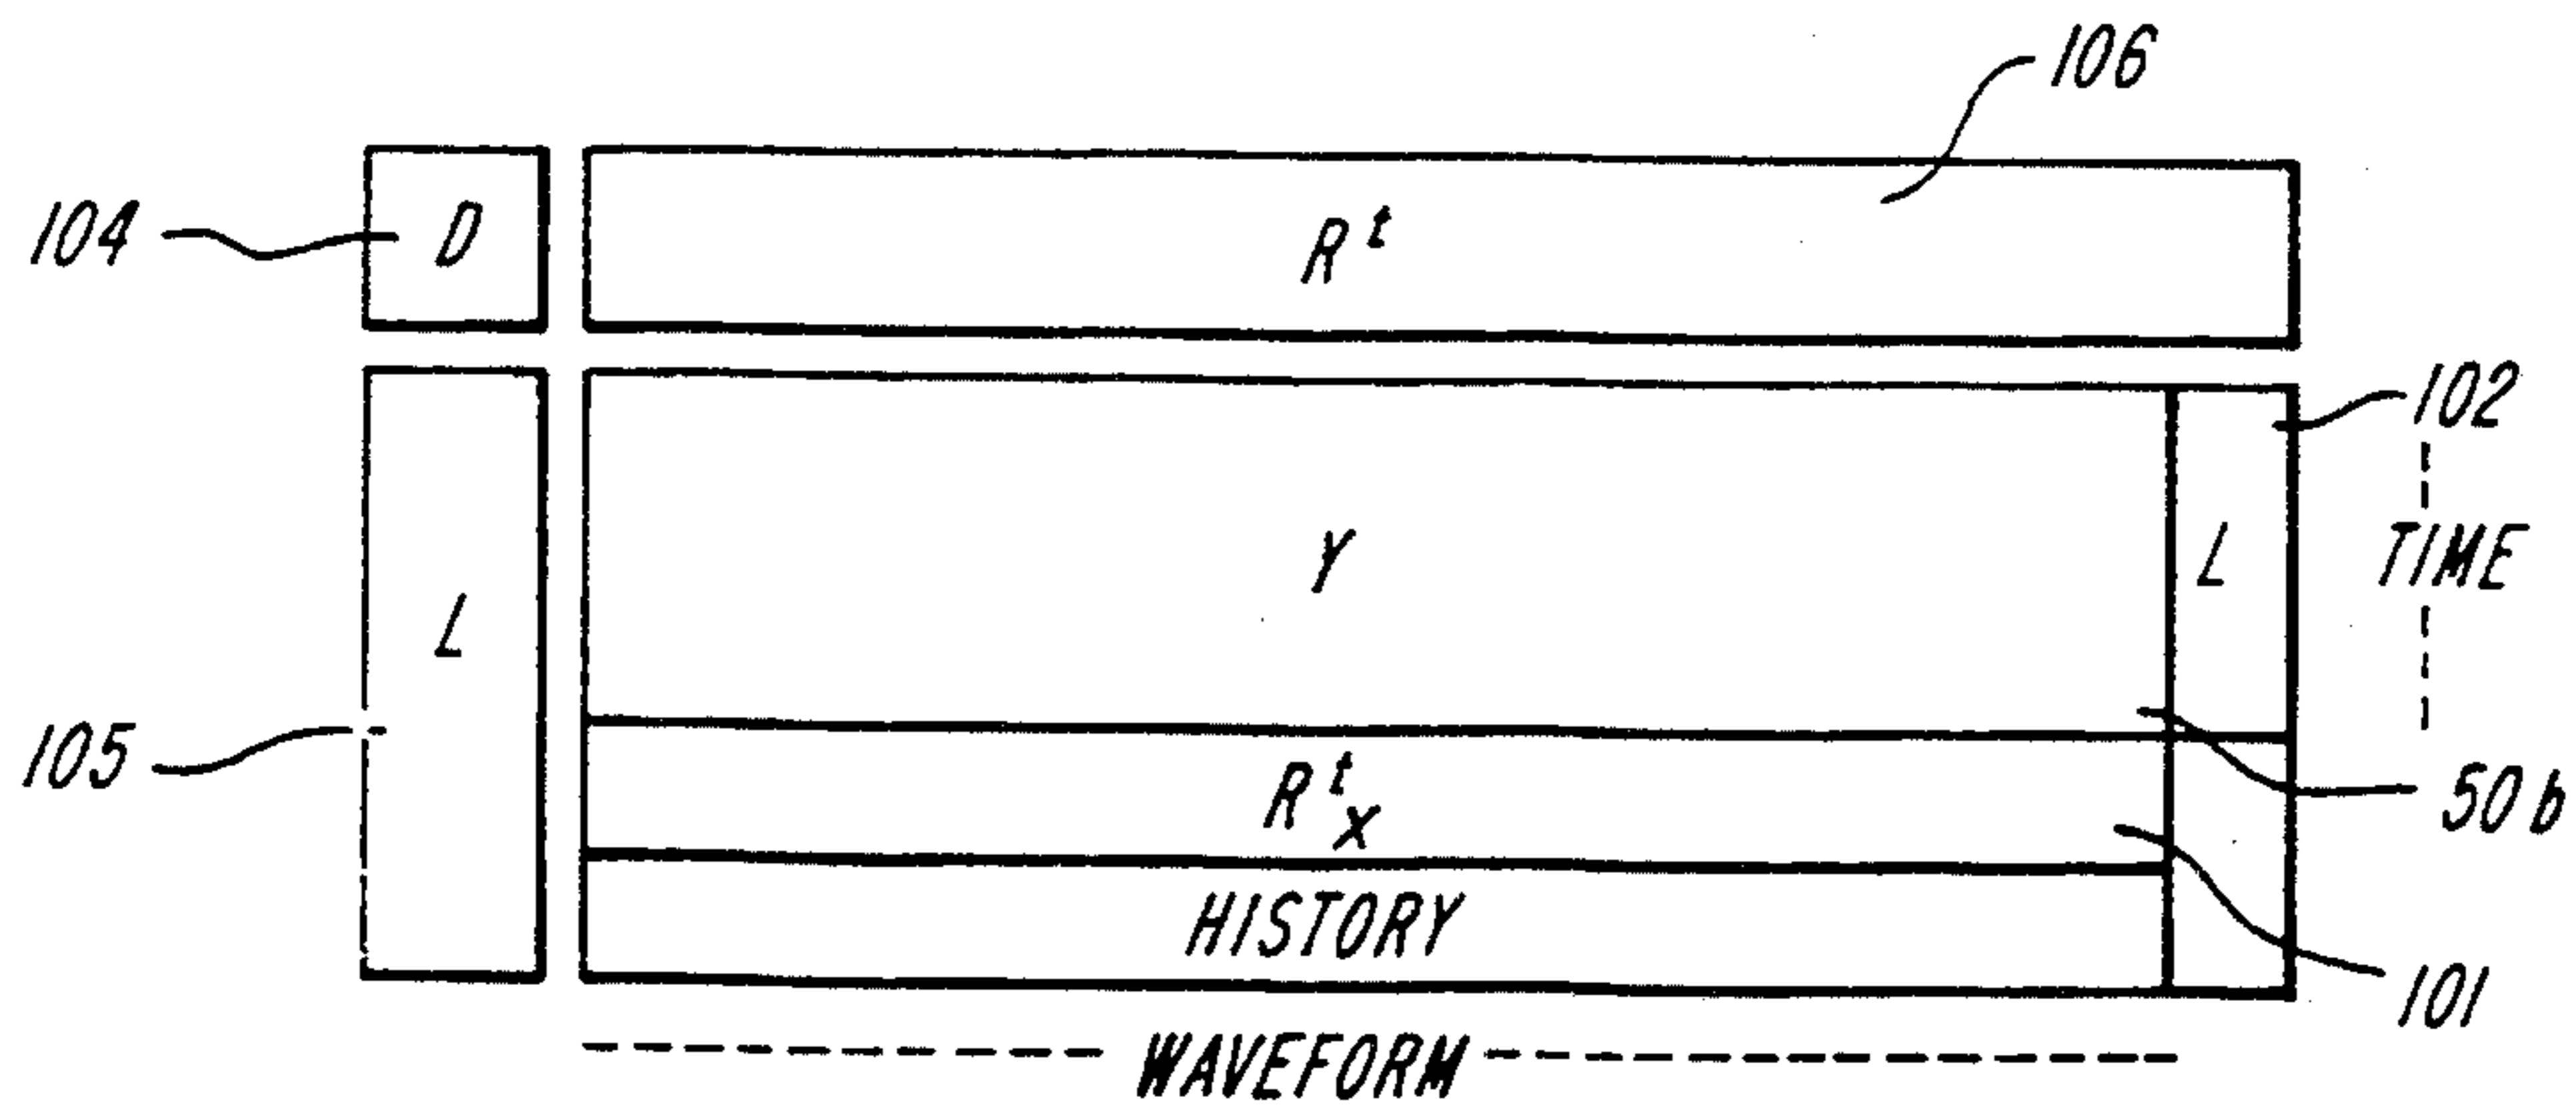 106
104
D
R^t
102
Y
L
TIME
L
105
R^t_x
50b
HISTORY
101
WAVEFORM